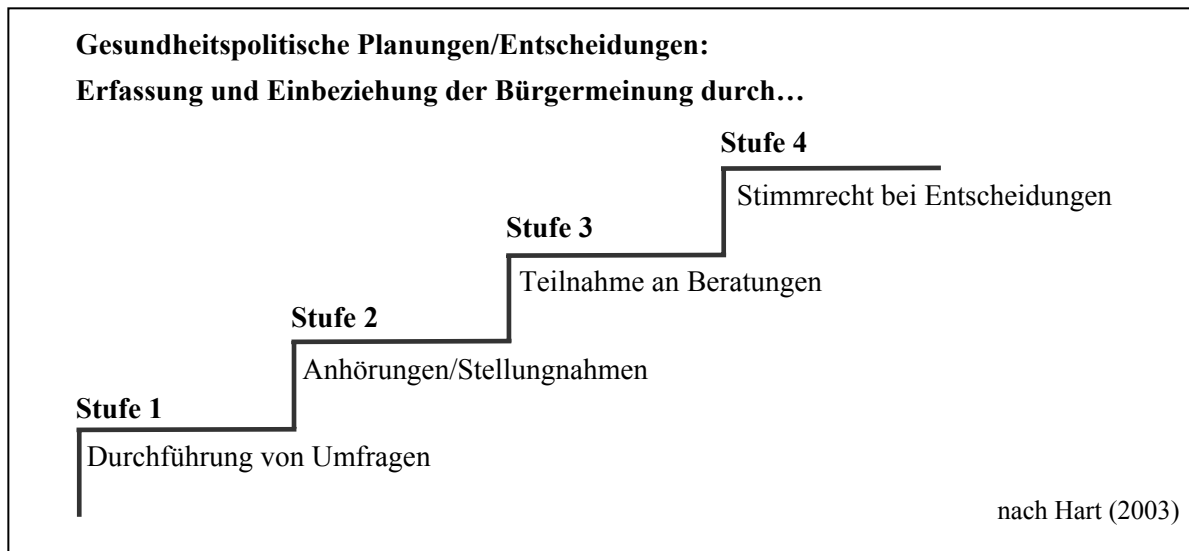 Gesundheitspolitische Planungen/Entscheidungen:
Erfassung und Einbeziehung der Bürgermeinung durch…
Stufe 4
Stimmrecht bei Entscheidungen
Stufe 3
Teilnahme an Beratungen
Stufe 2
Anhörungen/Stellungnahmen
Stufe 1
Durchführung von Umfragen
nach Hart (2003)